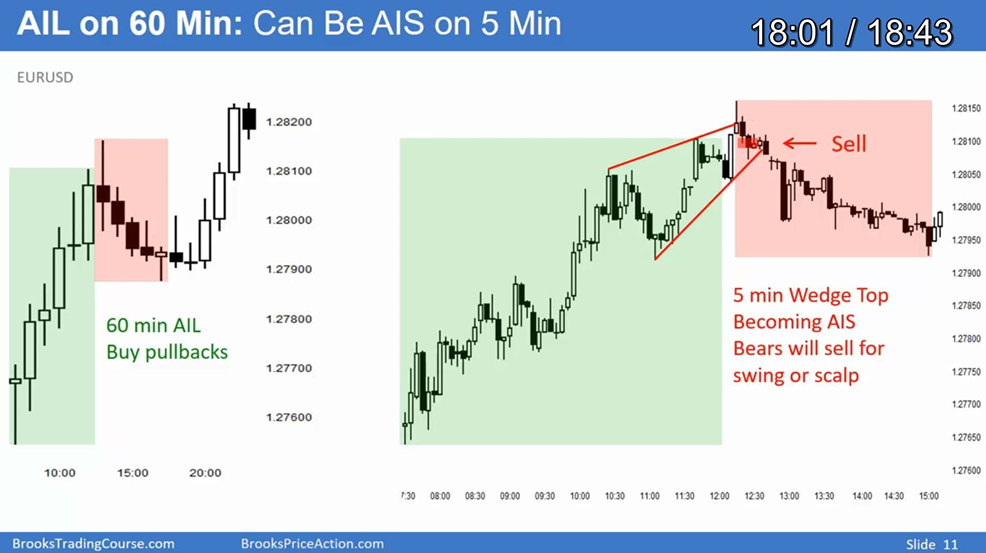 AIL on 60 Min: Can Be AIS on 5 Min
18:01 / 18:43
EURUSD
1.28200
1.28100
1.28000
1.27900
1.27800
1.27700
1.27600
60 min AIL
Buy pullbacks
10:00 15:00 20:00
Sell
1.28150
1.28100
1.28050
1.28000
1.27950
1.27900
1.27850
1.27800
1.27750
1.27700
1.27650
1.27600
5 min Wedge Top
Becoming AIS
Bears will sell for
swing or scalp
7:30 08:00 08:30 09:00 09:30 10:00 10:30 11:00 11:30 12:00 12:30 13:00 13:30 14:00 14:30 15:00
BrooksTradingCourse.com BrooksPriceAction.com Slide 11